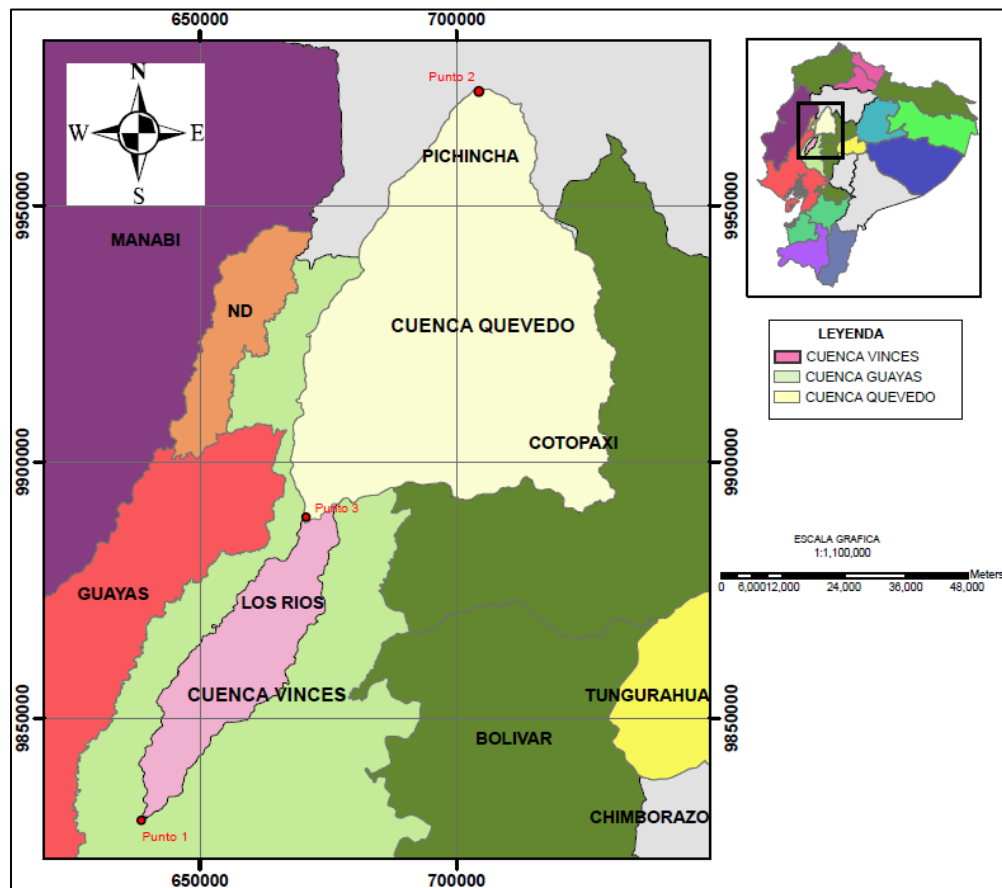 650000 700000
N
W E
S
Punto 2
PICHINCHA
9950000 9950000
MANABI
ND
CUENCA QUEVEDO
LEYENDA
CUENCA VINCES
CUENCA GUAYAS
CUENCA QUEVEDO
COTOPAXI
9900000 9900000
Punto 3
ESCALA GRAFICA
1:1,100,000
Meters
0 6,00012,000 24,000 36,000 48,000
GUAYAS
LOS RIOS
CUENCA VINCES
TUNGURAHUA
9850000 9850000
BOLIVAR
CHIMBORAZO
Punto 1
650000 700000